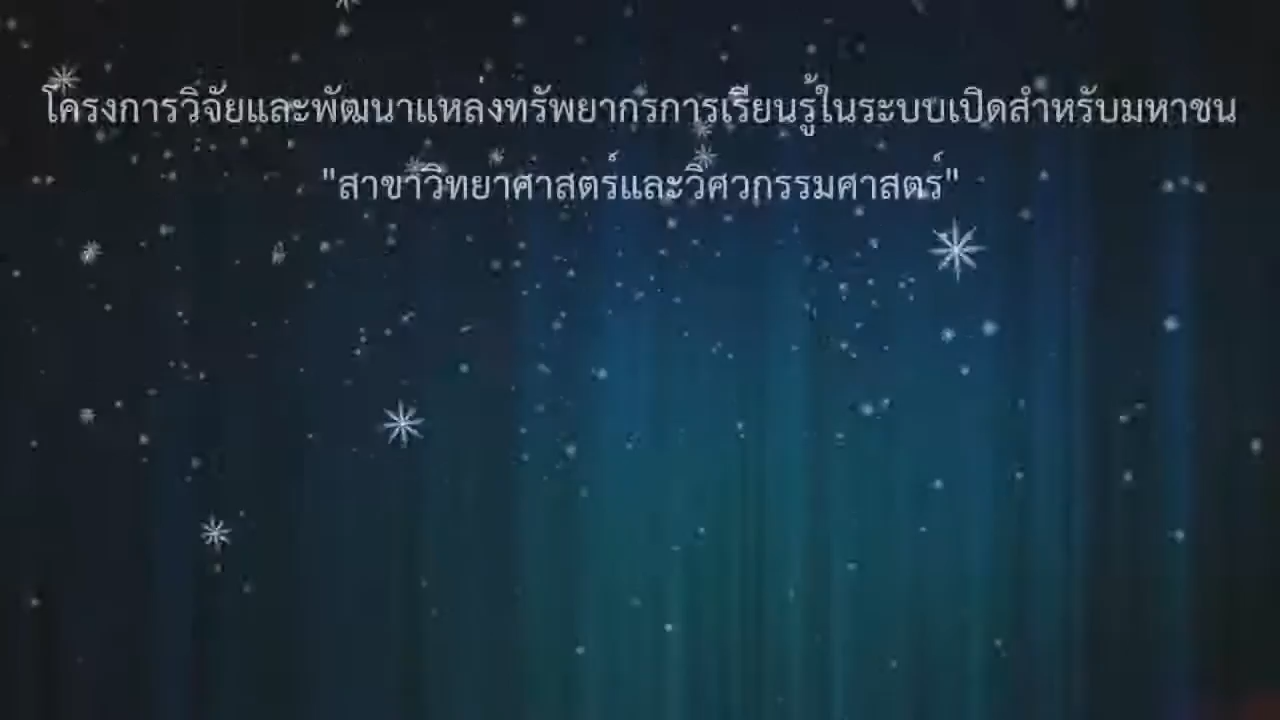 โครงการวิจัยและพัฒนาแหล่งทรัพยากรการเรียนรู้ในระบบเปิดสำหรับมหาชน
"สาขาวิทยาศาสตร์และวิศวกรรมศาสตร์"